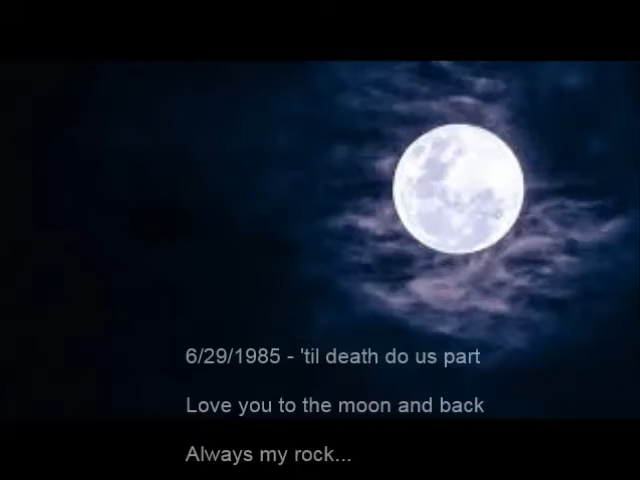 6/29/1985 - 'til death do us part
Love you to the moon and back
Always my rock...